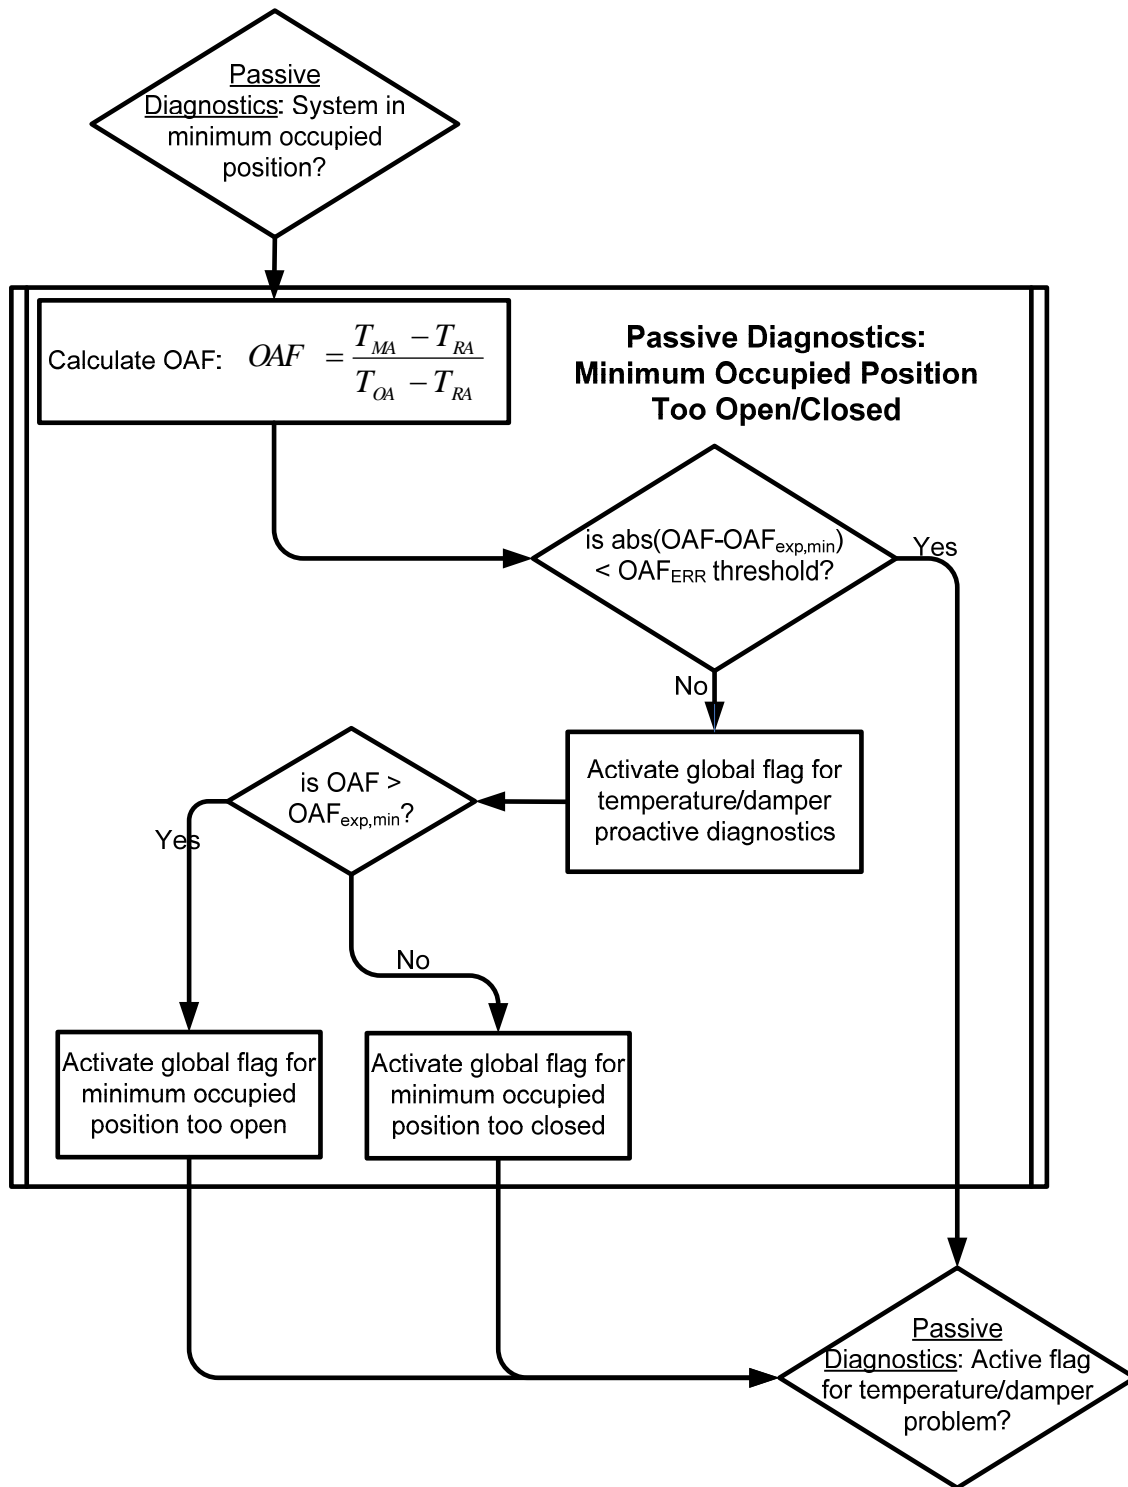 Passive
Diagnostics: System in
minimum occupied
position?
Calculate OAF: OAF = (T_MA − T_RA) / (T_OA − T_RA)
Passive Diagnostics:
Minimum Occupied Position
Too Open/Closed
is abs(OAF-OAF_exp,min)
< OAF_ERR threshold?
Yes
No
Activate global flag for
temperature/damper
proactive diagnostics
is OAF >
OAF_exp,min?
Yes
No
Activate global flag for
minimum occupied
position too open
Activate global flag for
minimum occupied
position too closed
Passive
Diagnostics: Active flag
for temperature/damper
problem?